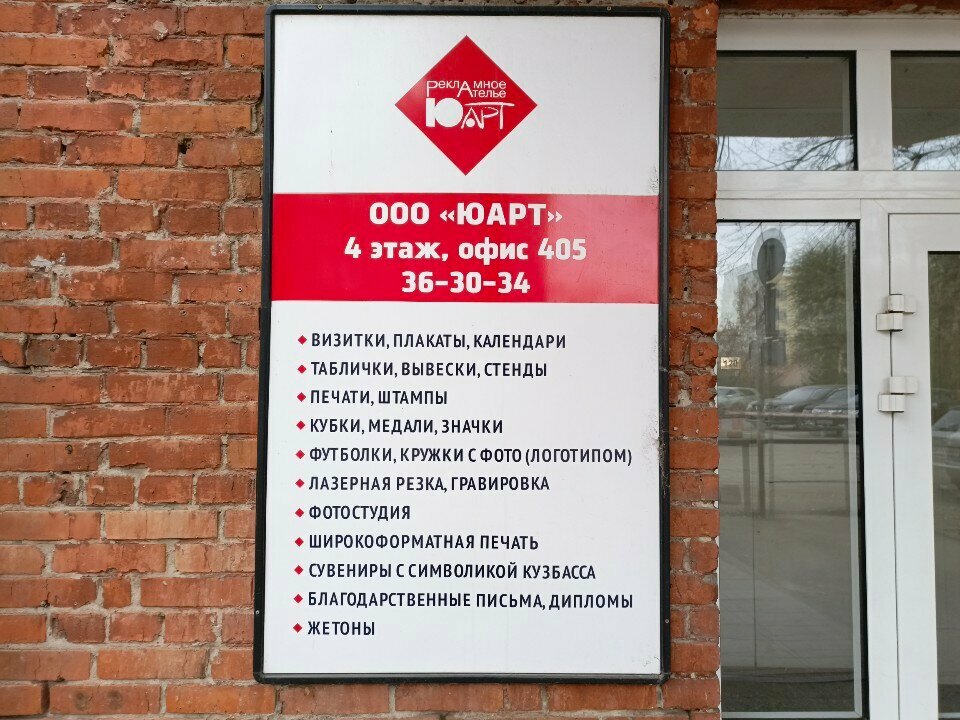 РЕКЛАМНОЕ
АТЕЛЬЕ
ЮАРТ
ООО «ЮАРТ»
4 этаж, офис 405
36-30-34
ВИЗИТКИ, ПЛАКАТЫ, КАЛЕНДАРИ
ТАБЛИЧКИ, ВЫВЕСКИ, СТЕНДЫ
ПЕЧАТИ, ШТАМПЫ
КУБКИ, МЕДАЛИ, ЗНАЧКИ
ФУТБОЛКИ, КРУЖКИ С ФОТО (ЛОГОТИПОМ)
ЛАЗЕРНАЯ РЕЗКА, ГРАВИРОВКА
ФОТОСТУДИЯ
ШИРОКОФОРМАТНАЯ ПЕЧАТЬ
СУВЕНИРЫ С СИМВОЛИКОЙ КУЗБАССА
БЛАГОДАРСТВЕННЫЕ ПИСЬМА, ДИПЛОМЫ
ЖЕТОНЫ